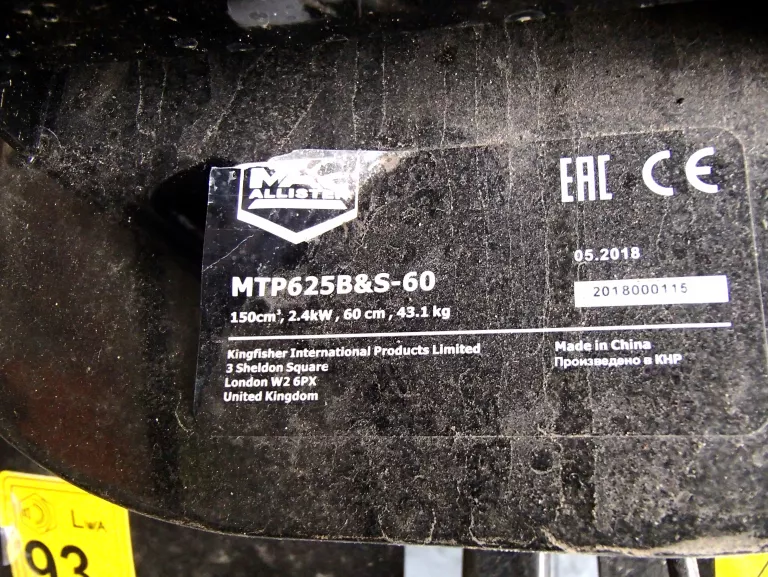 MAC
ALLISTER
EAC CE
05.2018
MTP625B&S-60
2018000115
150cm³, 2.4kW , 60 cm , 43.1 kg
Kingfisher International Products Limited
3 Sheldon Square
London W2 6PX
United Kingdom
Made in China
Произведено в КНР
LWA
93